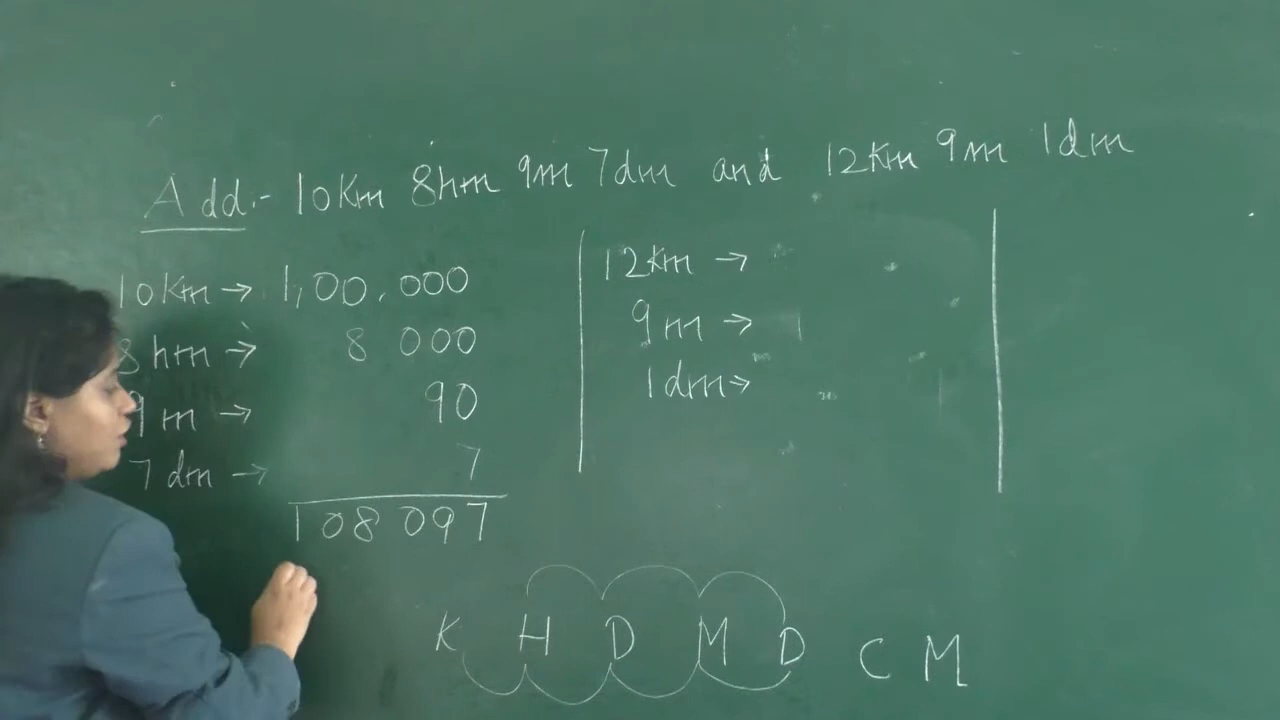 Add:- 10Km 8hm 9m 7dm and 12Km 9m 1dm
10Km → 1,00,000
8hm → 8 000
9m → 90
7dm → 7
108 097
12Km →
9m →
1dm →
K H D M D C M